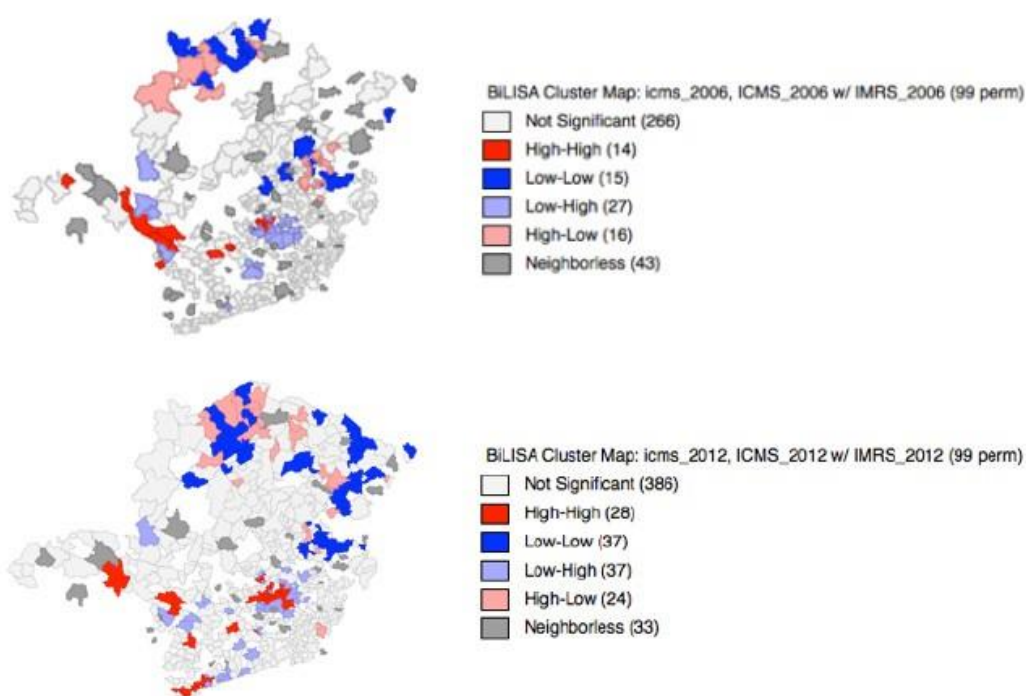 BiLISA Cluster Map: icms_2006, ICMS_2006 w/ IMRS_2006 (99 perm)
Not Significant (266)
High-High (14)
Low-Low (15)
Low-High (27)
High-Low (16)
Neighborless (43)
BiLISA Cluster Map: icms_2012, ICMS_2012 w/ IMRS_2012 (99 perm)
Not Significant (386)
High-High (28)
Low-Low (37)
Low-High (37)
High-Low (24)
Neighborless (33)